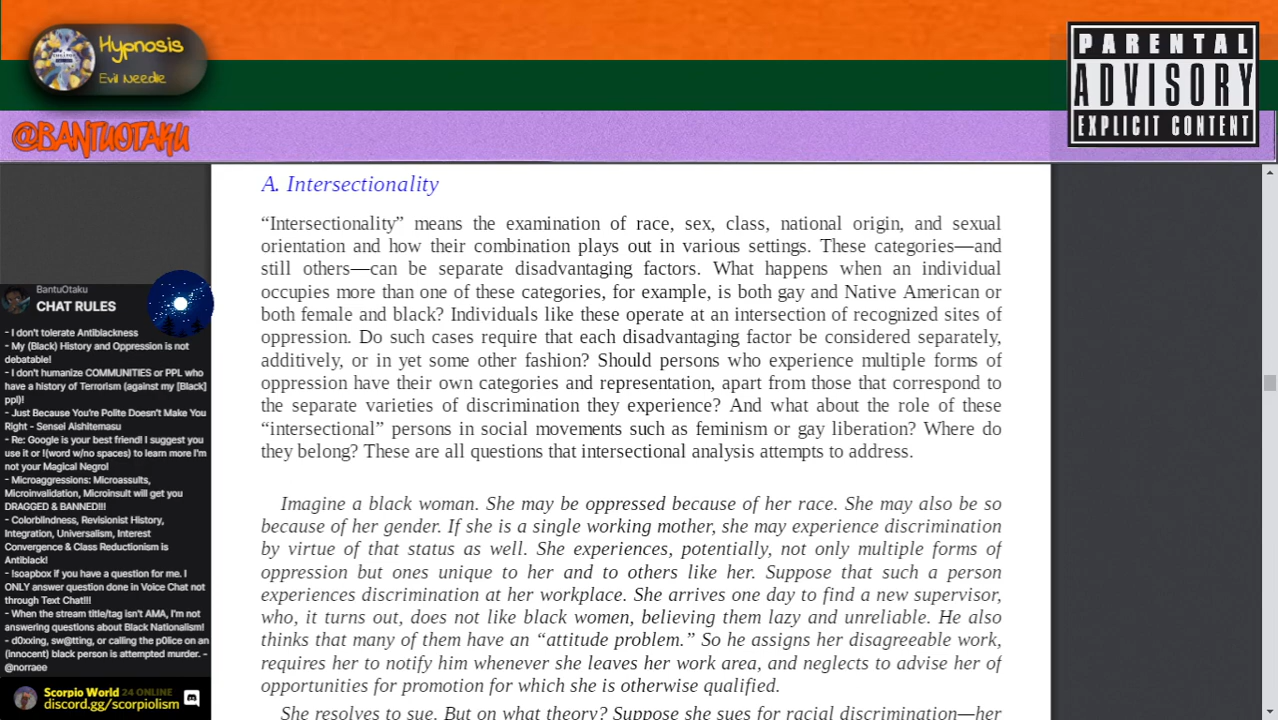 Hypnosis
Evil Needle
PARENTAL
ADVISORY
EXPLICIT CONTENT
@BANTUOTAKU
A. Intersectionality
“Intersectionality” means the examination of race, sex, class, national origin, and sexual
orientation and how their combination plays out in various settings. These categories—and
still others—can be separate disadvantaging factors. What happens when an individual
occupies more than one of these categories, for example, is both gay and Native American or
both female and black? Individuals like these operate at an intersection of recognized sites of
oppression. Do such cases require that each disadvantaging factor be considered separately,
additively, or in yet some other fashion? Should persons who experience multiple forms of
oppression have their own categories and representation, apart from those that correspond to
the separate varieties of discrimination they experience? And what about the role of these
“intersectional” persons in social movements such as feminism or gay liberation? Where do
they belong? These are all questions that intersectional analysis attempts to address.
Imagine a black woman. She may be oppressed because of her race. She may also be so
because of her gender. If she is a single working mother, she may experience discrimination
by virtue of that status as well. She experiences, potentially, not only multiple forms of
oppression but ones unique to her and to others like her. Suppose that such a person
experiences discrimination at her workplace. She arrives one day to find a new supervisor,
who, it turns out, does not like black women, believing them lazy and unreliable. He also
thinks that many of them have an “attitude problem.” So he assigns her disagreeable work,
requires her to notify him whenever she leaves her work area, and neglects to advise her of
opportunities for promotion for which she is otherwise qualified.
She resolves to sue. But on what theory? Suppose she sues for racial discrimination—her
BantuOtaku
CHAT RULES
- I don't tolerate Antiblackness
- My (Black) History and Oppression is not
debatable!
- I don't humanize COMMUNITIES or PPL who
have a history of Terrorism (against my [Black]
ppl)!
- Just Because You're Polite Doesn't Make You
Right - Sensei Aishitemasu
- Re: Google is your best friend! I suggest you
use it or !(word w/no spaces) to learn more I'm
not your Magical Negro!
- Microaggressions: Microassults,
Microinvalidation, Microinsult will get you
DRAGGED & BANNED!!!
- Colorblindness, Revisionist History,
Integration, Universalism, Interest
Convergence & Class Reductionism is
Antiblack!
- !soapbox if you have a question for me. I
ONLY answer question done in Voice Chat not
through Text Chat!!!
- When the stream title/tag isn't AMA, I'm not
answering questions about Black Nationalism!
- d0xxing, sw@tting, or calling the p0lice on an
(innocent) black person is attempted murder. -
@norraee
Scorpio World 24 ONLINE
discord.gg/scorpiolism